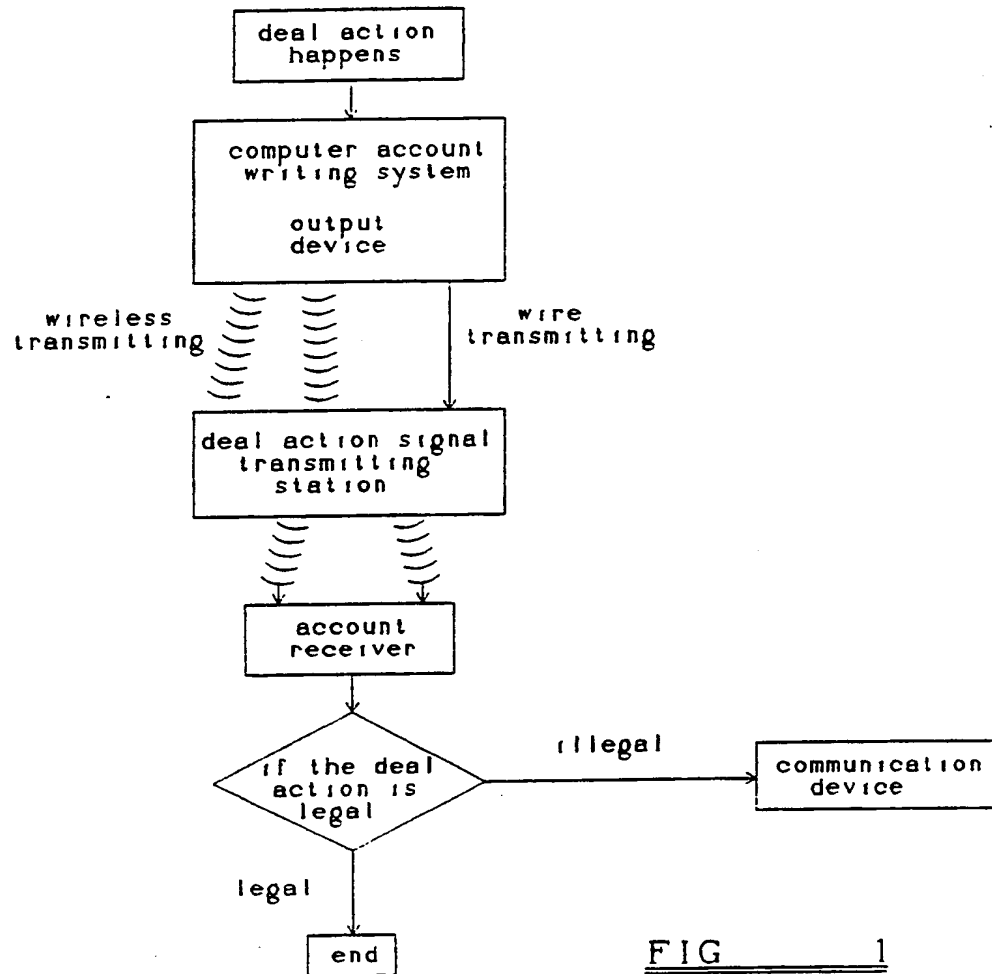 deal action
happens
computer account
writing system
output
device
wireless
transmitting
wire
transmitting
deal action signal
transmitting
station
account
receiver
if the deal
action is
legal
illegal
communication
device
legal
end
FIG 1